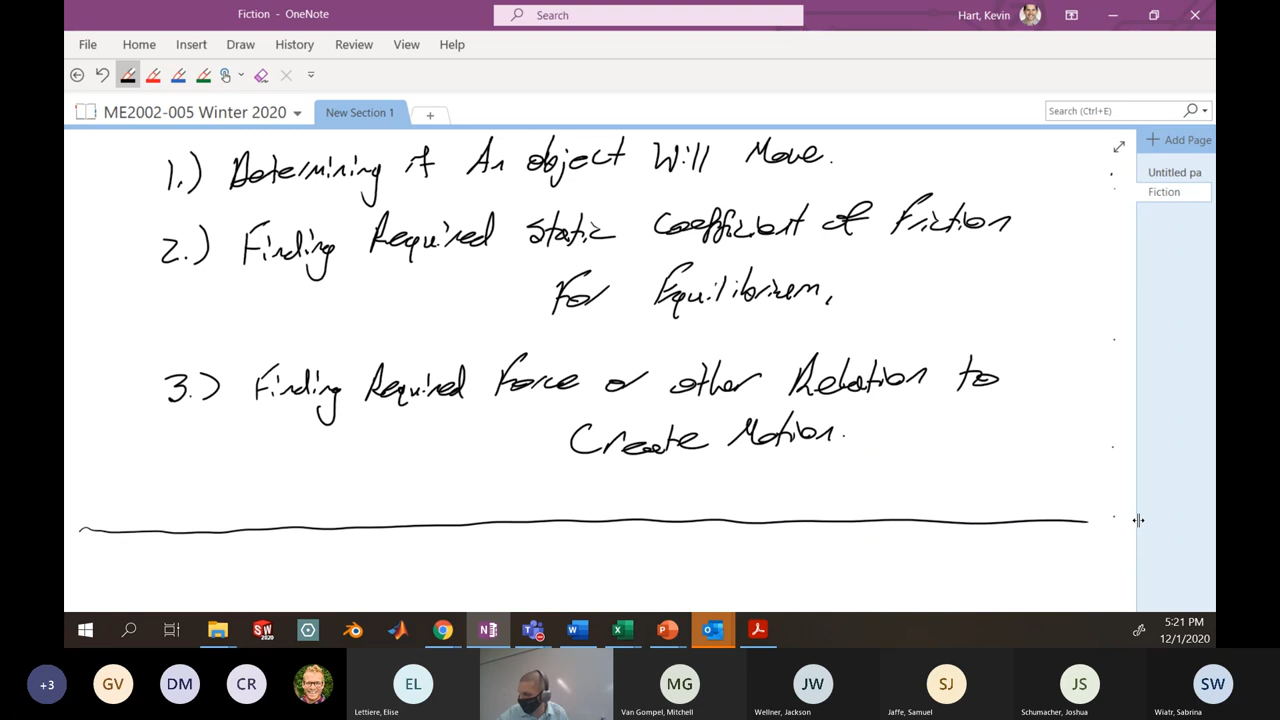 Fiction - OneNote
Search
Hart, Kevin
File Home Insert Draw History Review View Help
ME2002-005 Winter 2020
New Section 1
+
Search (Ctrl+E)
+ Add Page
Untitled pa
Fiction
1.) Determining if An object Will Move.
2.) Finding Required Static Coefficient of Friction
For Equilibrium.
3.) Finding Required Force or other Relation to
Create Motion.
5:21 PM
12/1/2020
+3 GV DM CR EL MG JW SJ JS SW
Lettiere, Elise Van Gompel, Mitchell Wellner, Jackson Jaffe, Samuel Schumacher, Joshua Wiatr, Sabrina